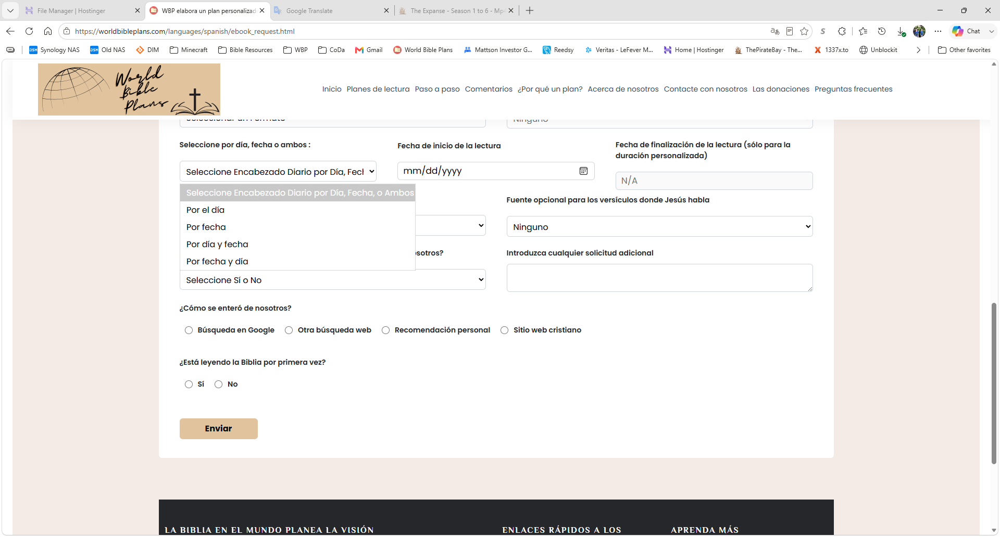 File Manager | Hostinger
WBP elabora un plan personalizad
Google Translate
The Expanse - Season 1 to 6 - Mp4
https://worldbibleplans.com/languages/spanish/ebook_request.html
Chat
Synology NAS
Old NAS
DIM
Minecraft
Bible Resources
WBP
CoDa
Gmail
World Bible Plans
Mattson Investor G...
Reedsy
Veritas - LeFever M...
Home | Hostinger
ThePirateBay - The...
1337x.to
Unblockit
Other favorites
World
Bible
Plans
Inicio Planes de lectura Paso a paso Comentarios ¿Por qué un plan? Acerca de nosotros Contacte con nosotros Las donaciones Preguntas frecuentes
Seleccionar un Formato
Ninguno
Seleccione por día, fecha o ambos :
Seleccione Encabezado Diario por Día, Fecl
Seleccione Encabezado Diario por Día, Fecha, o Ambos
Por el día
Por fecha
Por día y fecha
Por fecha y día
Fecha de inicio de la lectura
mm/dd/yyyy
Fecha de finalización de la lectura (sólo para la
duración personalizada)
N/A
Fuente opcional para los versículos donde Jesús habla
Ninguno
osotros?
Seleccione Sí o No
Introduzca cualquier solicitud adicional
¿Cómo se enteró de nosotros?
Búsqueda en Google
Otra búsqueda web
Recomendación personal
Sitio web cristiano
¿Está leyendo la Biblia por primera vez?
Sí
No
Enviar
LA BIBLIA EN EL MUNDO PLANEA LA VISIÓN
ENLACES RÁPIDOS A LOS
APRENDA MÁS